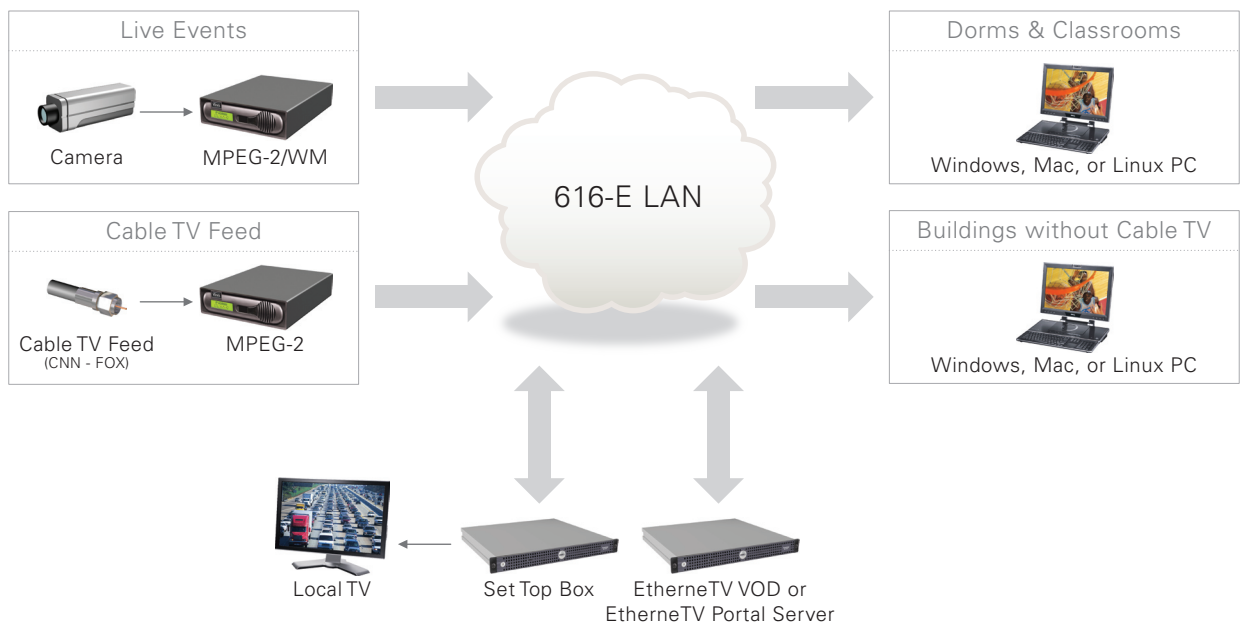 Live Events
Camera
MPEG-2/WM
Cable TV Feed
Cable TV Feed
(CNN - FOX)
MPEG-2
616-E LAN
Dorms & Classrooms
Windows, Mac, or Linux PC
Buildings without Cable TV
Windows, Mac, or Linux PC
Local TV
Set Top Box
EtherneTV VOD or
EtherneTV Portal Server